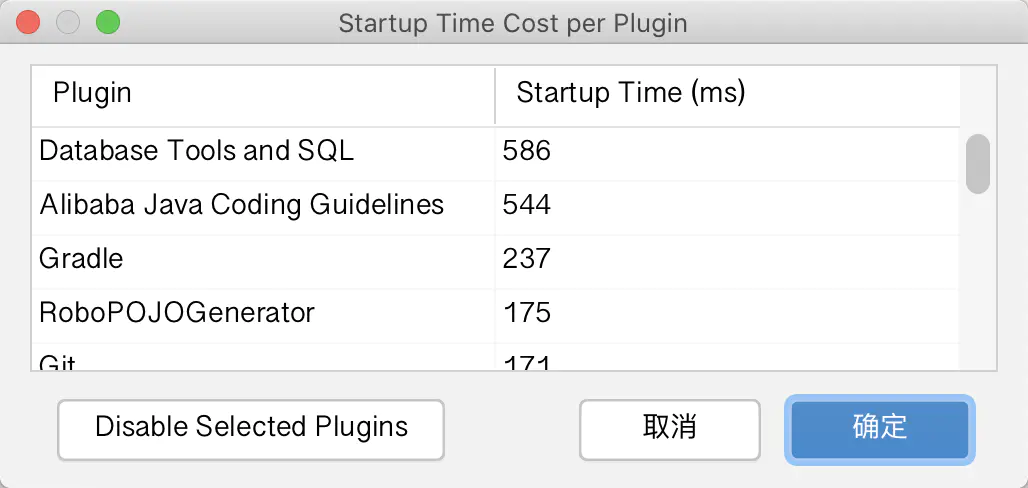 Startup Time Cost per Plugin
Plugin Startup Time (ms)
Database Tools and SQL 586
Alibaba Java Coding Guidelines 544
Gradle 237
RoboPOJOGenerator 175
Git 171
Disable Selected Plugins 取消 确定